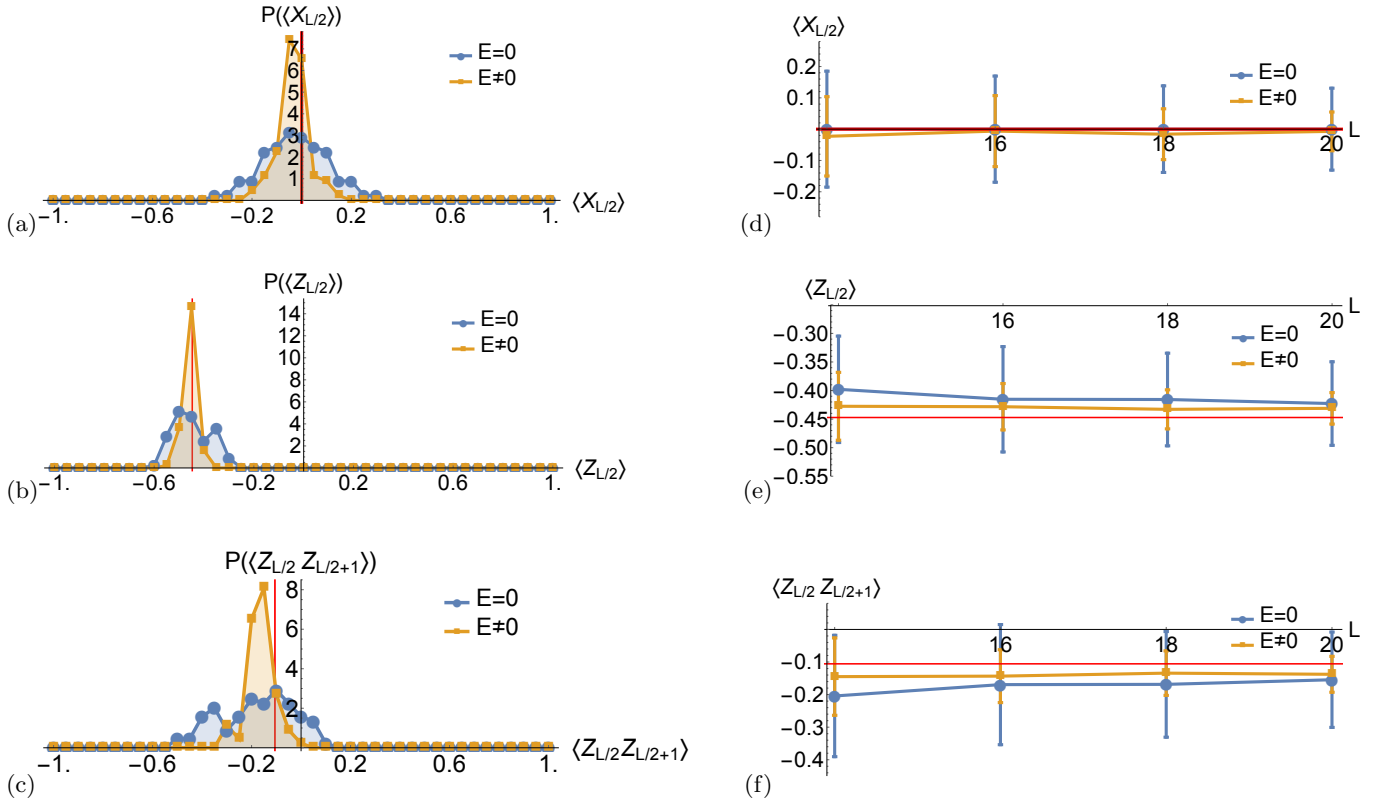 P(⟨X_{L/2}⟩)
7
6
5
4
3
2
1
E=0
E≠0
-1. -0.6 -0.2 0.2 0.6 1.
⟨X_{L/2}⟩
(a)
⟨X_{L/2}⟩
0.2
0.1
-0.1
-0.2
E=0
E≠0
16 18 20
L
(d)
P(⟨Z_{L/2}⟩)
14
12
10
8
6
4
2
E=0
E≠0
-1. -0.6 -0.2 0.2 0.6 1.
⟨Z_{L/2}⟩
(b)
⟨Z_{L/2}⟩
L
16 18 20
-0.30
-0.35
-0.40
-0.45
-0.50
-0.55
E=0
E≠0
(e)
P(⟨Z_{L/2} Z_{L/2+1}⟩)
8
6
4
2
E=0
E≠0
-1. -0.6 -0.2 0.2 0.6 1.
⟨Z_{L/2} Z_{L/2+1}⟩
(c)
⟨Z_{L/2} Z_{L/2+1}⟩
E=0
E≠0
L
16 18 20
-0.1
-0.2
-0.3
-0.4
(f)